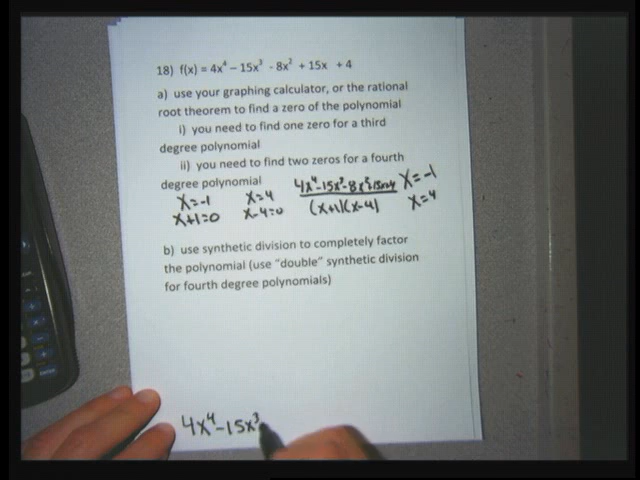 18) f(x) = 4x⁴ – 15x³ - 8x² + 15x + 4
a) use your graphing calculator, or the rational
root theorem to find a zero of the polynomial
i) you need to find one zero for a third
degree polynomial
ii) you need to find two zeros for a fourth
degree polynomial
x=-1 x=4 4x⁴-15x³-8x²+15x+4 x=-1
x+1=0 x-4=0 (x+1)(x-4) x=4
b) use synthetic division to completely factor
the polynomial (use “double” synthetic division
for fourth degree polynomials)
4x⁴-15x³